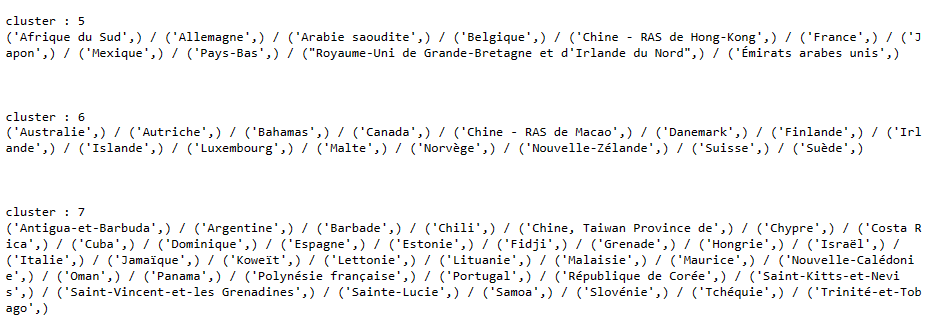 cluster : 5
('Afrique du Sud',) / ('Allemagne',) / ('Arabie saoudite',) / ('Belgique',) / ('Chine - RAS de Hong-Kong',) / ('France',) / ('J
apon',) / ('Mexique',) / ('Pays-Bas',) / ("Royaume-Uni de Grande-Bretagne et d'Irlande du Nord",) / ('Émirats arabes unis',)
cluster : 6
('Australie',) / ('Autriche',) / ('Bahamas',) / ('Canada',) / ('Chine - RAS de Macao',) / ('Danemark',) / ('Finlande',) / ('Irl
ande',) / ('Islande',) / ('Luxembourg',) / ('Malte',) / ('Norvège',) / ('Nouvelle-Zélande',) / ('Suisse',) / ('Suède',)
cluster : 7
('Antigua-et-Barbuda',) / ('Argentine',) / ('Barbade',) / ('Chili',) / ('Chine, Taiwan Province de',) / ('Chypre',) / ('Costa R
ica',) / ('Cuba',) / ('Dominique',) / ('Espagne',) / ('Estonie',) / ('Fidji',) / ('Grenade',) / ('Hongrie',) / ('Israël',) /
('Italie',) / ('Jamaïque',) / ('Koweït',) / ('Lettonie',) / ('Lituanie',) / ('Malaisie',) / ('Maurice',) / ('Nouvelle-Calédoni
e',) / ('Oman',) / ('Panama',) / ('Polynésie française',) / ('Portugal',) / ('République de Corée',) / ('Saint-Kitts-et-Nevi
s',) / ('Saint-Vincent-et-les Grenadines',) / ('Sainte-Lucie',) / ('Samoa',) / ('Slovénie',) / ('Tchéquie',) / ('Trinité-et-Tob
ago',)